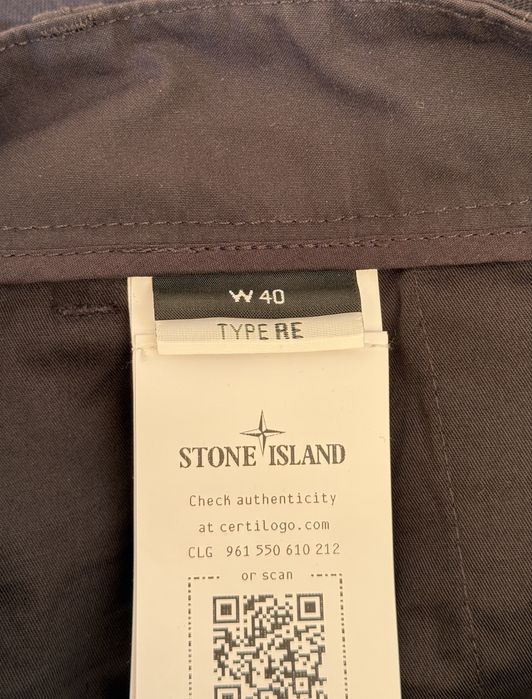 W 40
TYPE RE
STONE ISLAND
Check authenticity
at certilogo.com
CLG 961 550 610 212
or scan